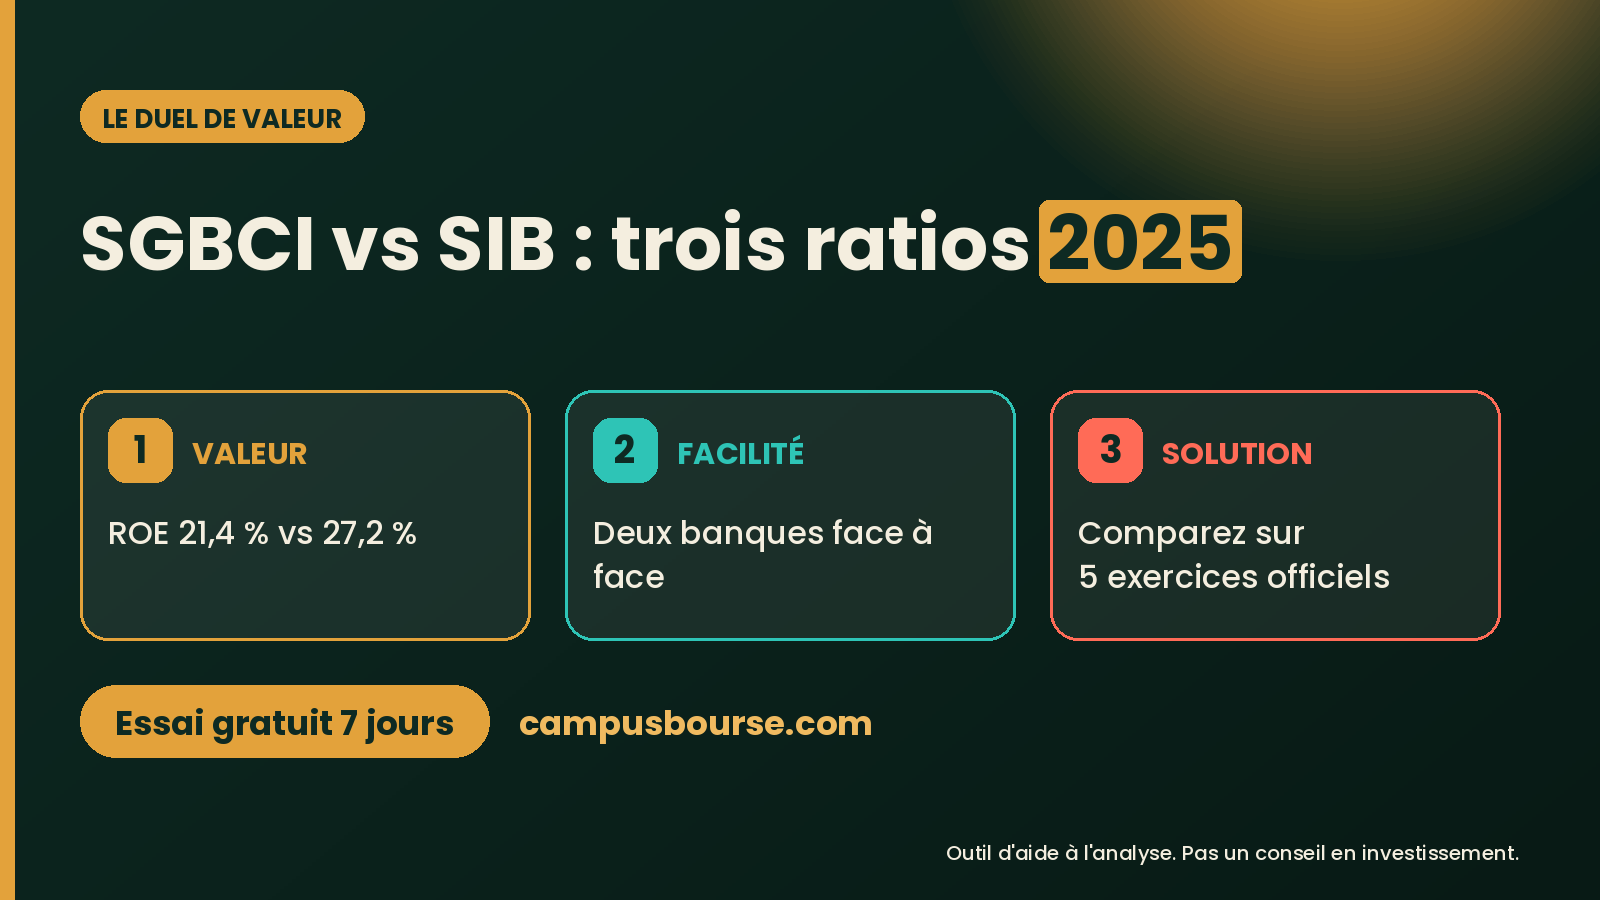 LE DUEL DE VALEUR
SGBCI vs SIB : trois ratios 2025
1 VALEUR
ROE 21,4 % vs 27,2 %
2 FACILITÉ
Deux banques face à
face
3 SOLUTION
Comparez sur
5 exercices officiels
Essai gratuit 7 jours
campusbourse.com
Outil d'aide à l'analyse. Pas un conseil en investissement.